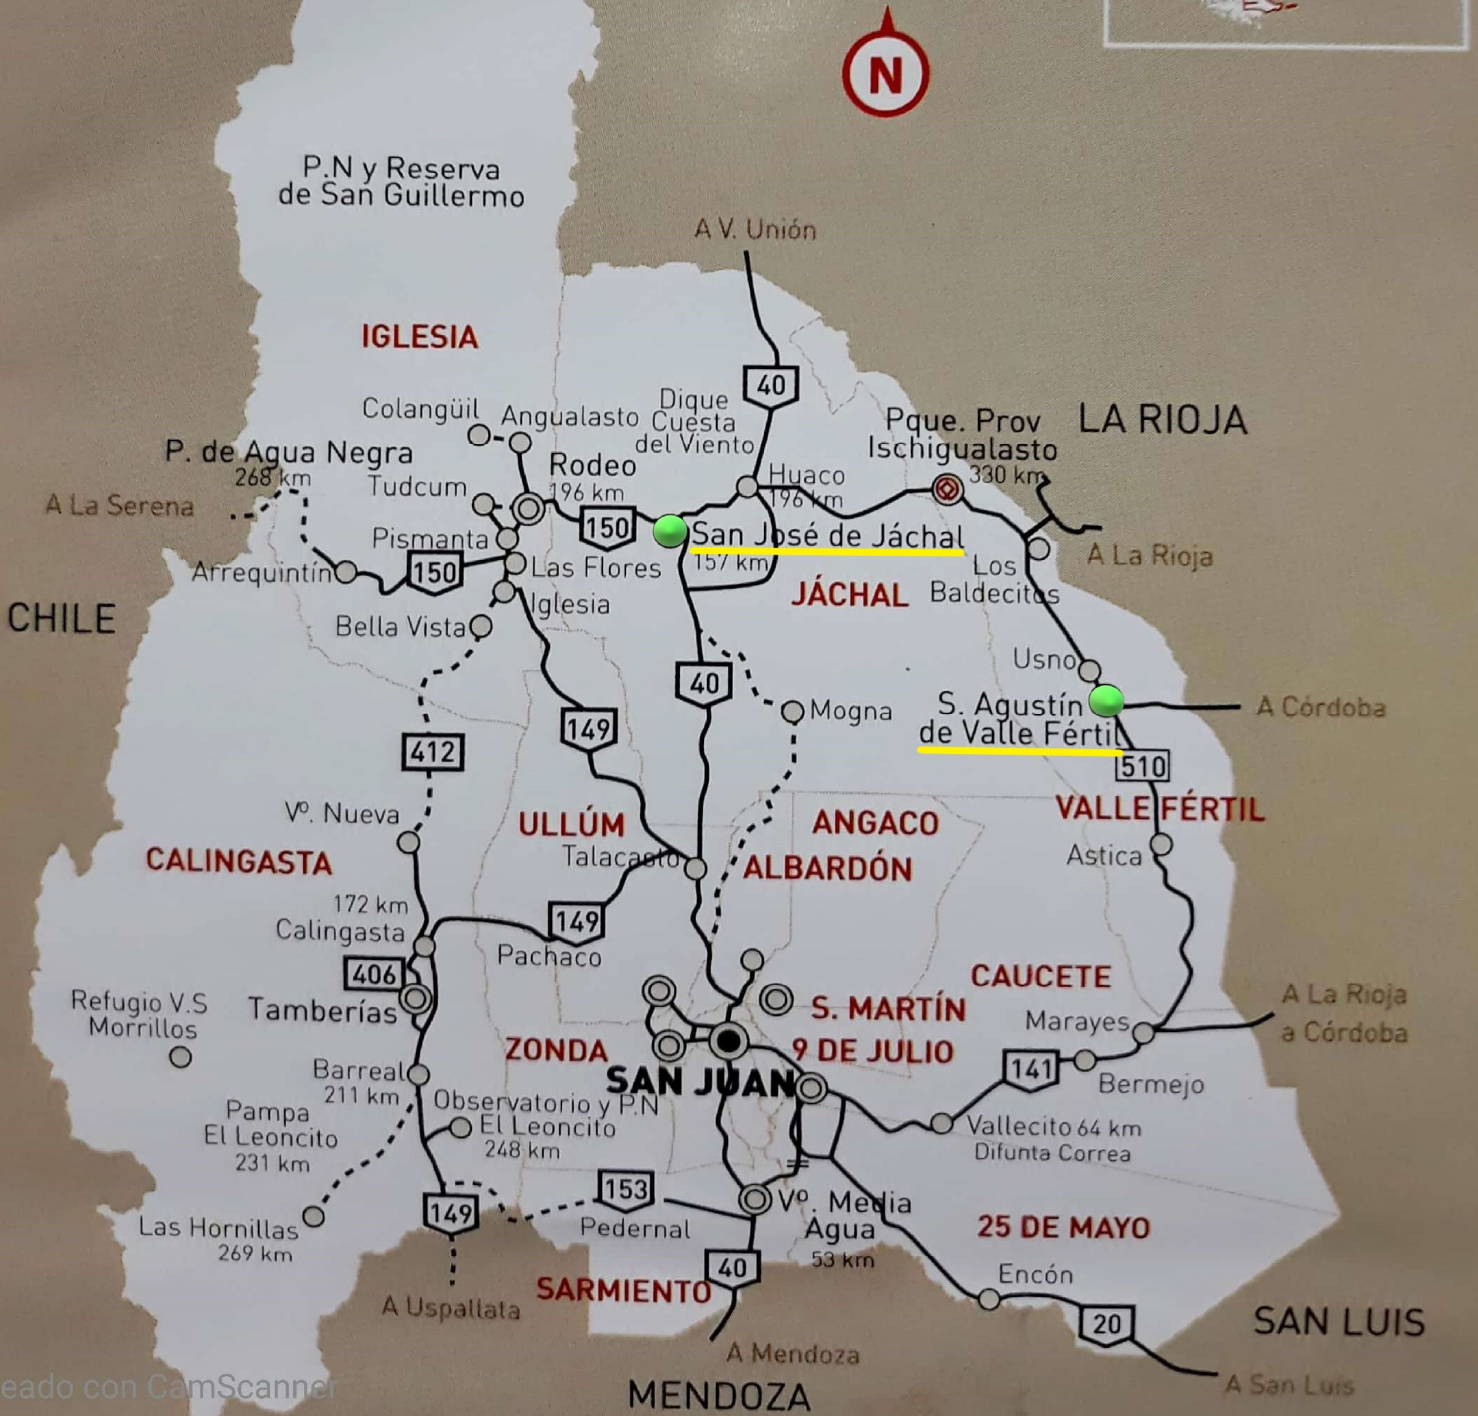 N
P.N y Reserva
de San Guillermo
A V. Unión
IGLESIA
40
Colangüil
Angualasto
Dique
Cuesta
del Viento
Pque. Prov
Ischigualasto
330 km
LA RIOJA
P. de Agua Negra
268 km
Rodeo
196 km
Tudcum
Huaco
196 km
A La Serena
150
San José de Jáchal
157 km
Pismanta
A La Rioja
Arrequintín
150
Las Flores
Los
Baldecitos
JÁCHAL
Iglesia
CHILE
Bella Vista
Usno
40
Mogna
S. Agustín
de Valle Fértil
A Córdoba
149
412
510
Vº. Nueva
ULLÚM
ANGACO
VALLE FÉRTIL
CALINGASTA
Talacasto
ALBARDÓN
Astica
172 km
Calingasta
149
Pachaco
406
CAUCETE
Refugio V.S
Morrillos
Tamberías
S. MARTÍN
A La Rioja
a Córdoba
Marayes
ZONDA
9 DE JULIO
141
Bermejo
SAN JUAN
Barreal
211 km
Pampa
El Leoncito
231 km
Observatorio y P.N
El Leoncito
248 km
Vallecito 64 km
Difunta Correa
153
149
Pedernal
Vº. Media
Agua
53 km
25 DE MAYO
Las Hornillas
269 km
40
Encón
SARMIENTO
A Uspallata
20
SAN LUIS
A Mendoza
A San Luis
eado con CamScanner
MENDOZA